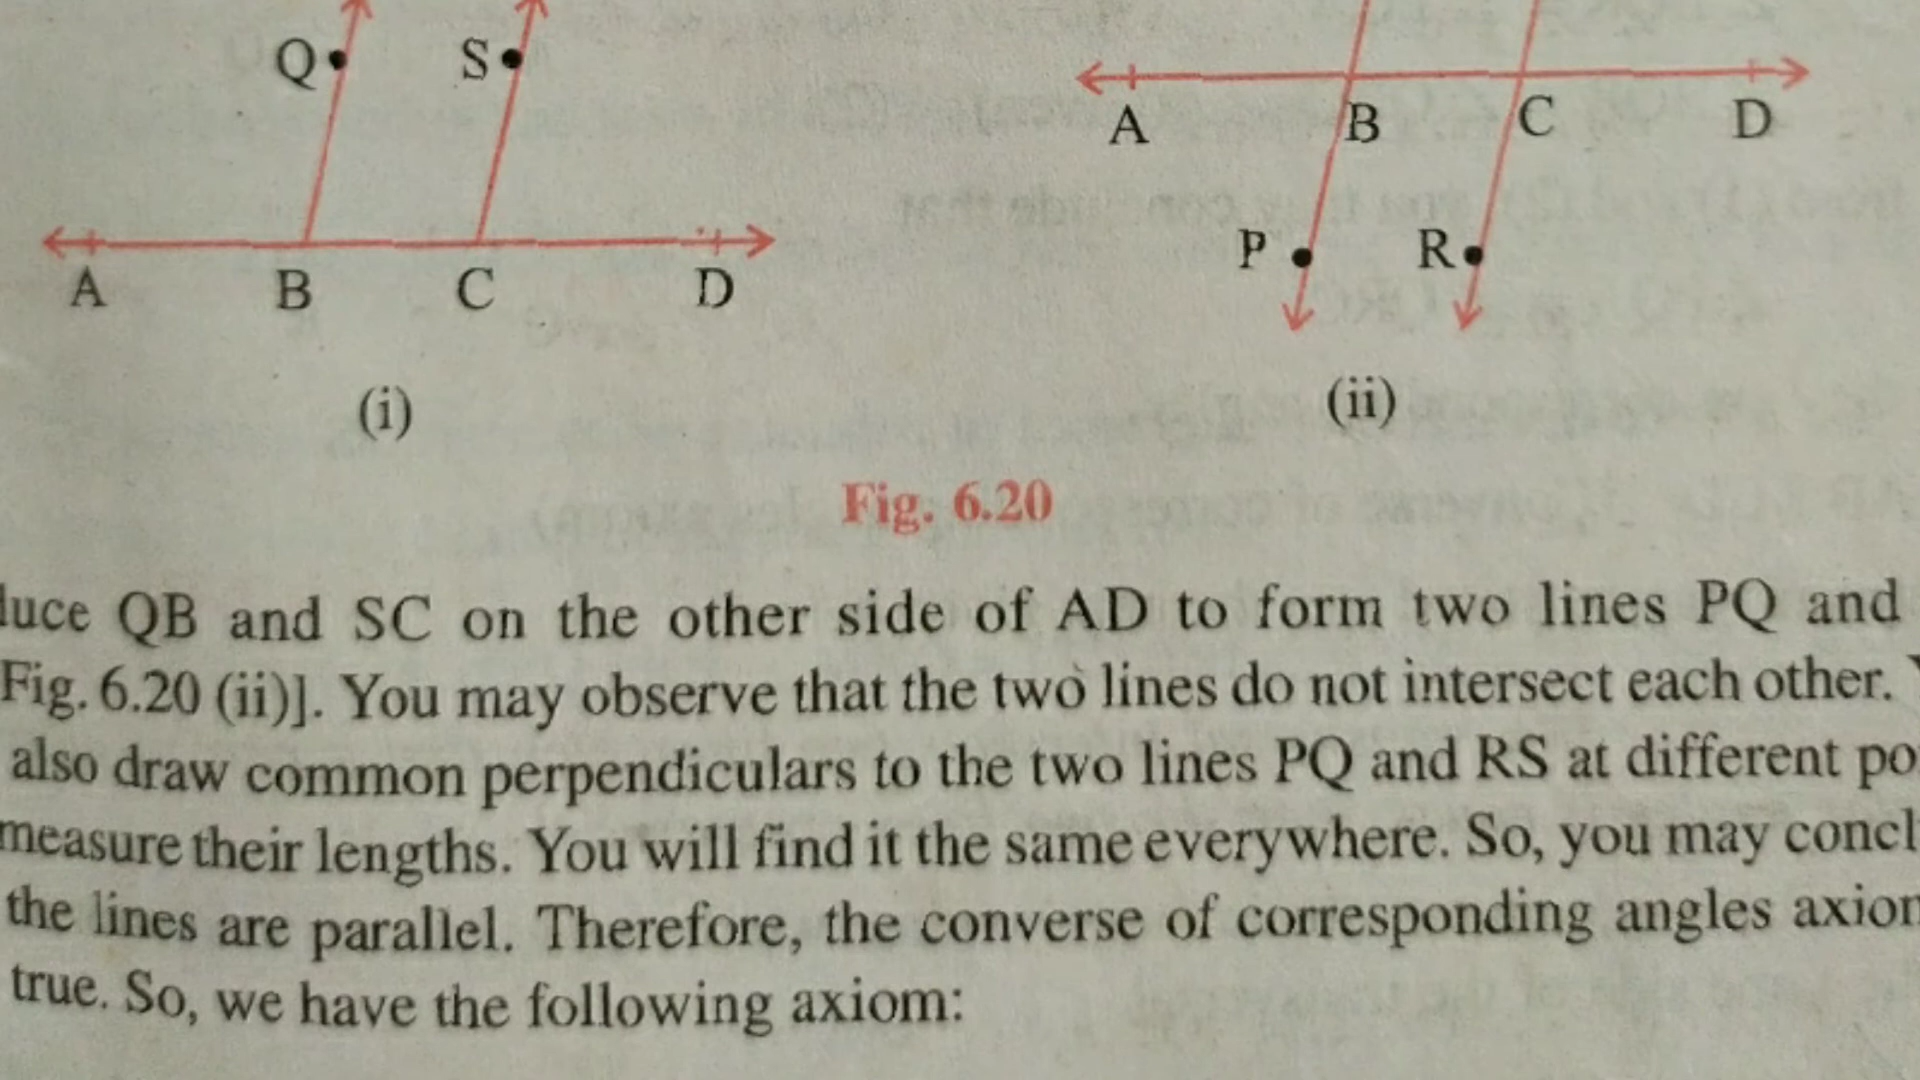 Q S
A B C D
A B C D
P R
(i) (ii)
Fig. 6.20
QB and SC on the other side of AD to form two lines PQ and
Fig. 6.20 (ii)]. You may observe that the two lines do not intersect each other.
also draw common perpendiculars to the two lines PQ and RS at different po
measure their lengths. You will find it the same everywhere. So, you may concl
the lines are parallel. Therefore, the converse of corresponding angles axiom
true. So, we have the following axiom: